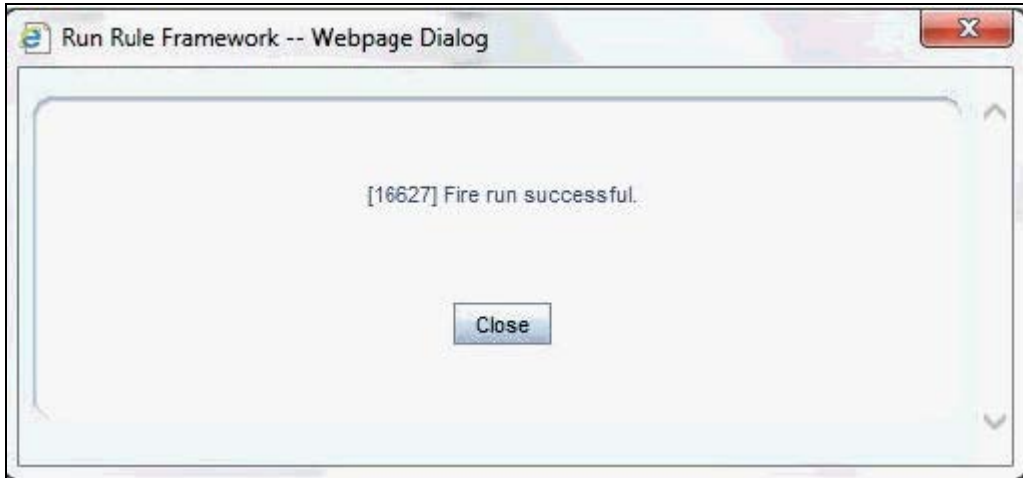 Run Rule Framework -- Webpage Dialog
[16627] Fire run successful.
Close